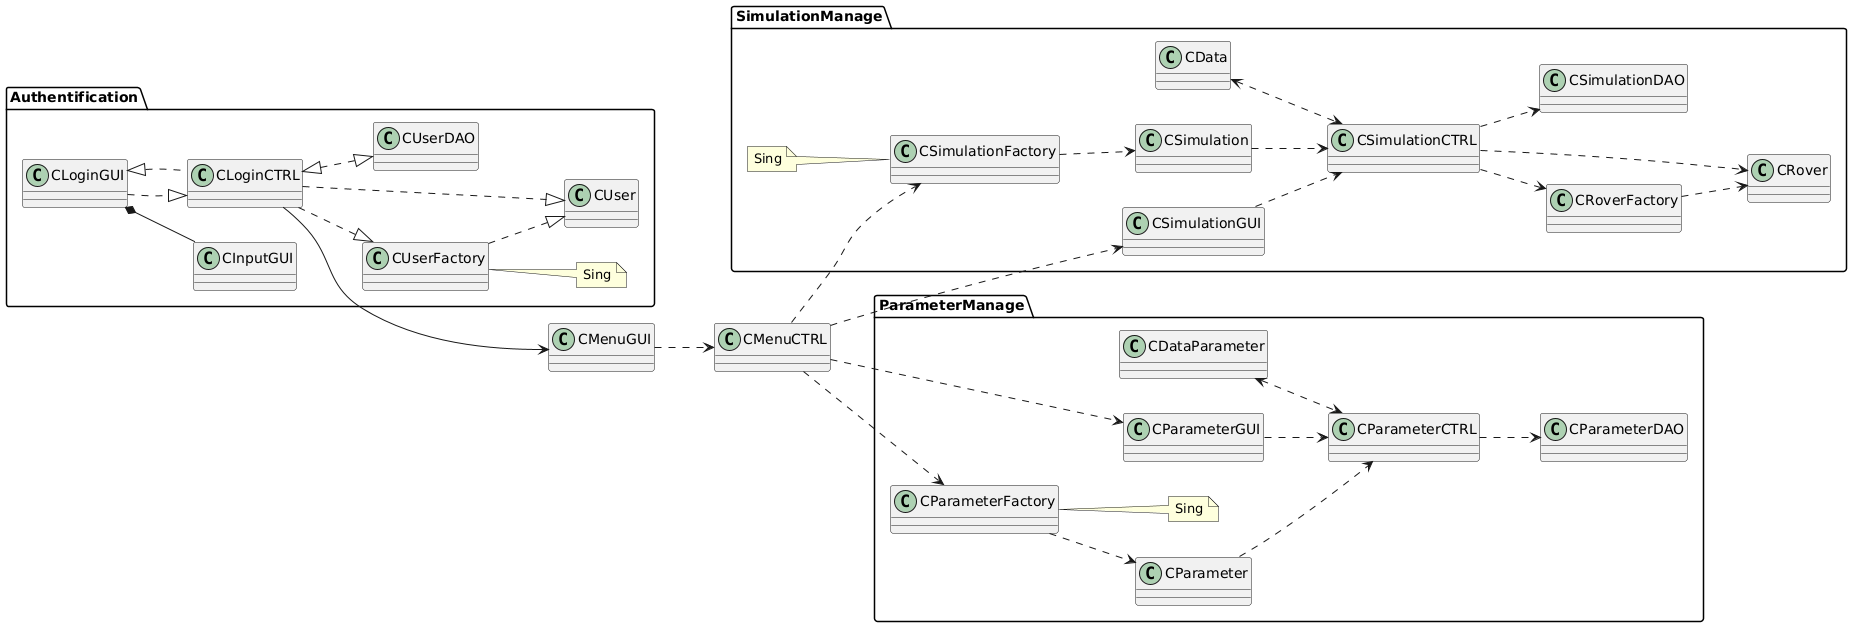 SimulationManage
C CData
C CSimulationDAO
Sing
C CSimulationFactory
C CSimulation
C CSimulationCTRL
C CRover
C CRoverFactory
C CSimulationGUI
Authentification
C CUserDAO
C CLoginGUI
C CLoginCTRL
C CUser
C CInputGUI
C CUserFactory
Sing
C CMenuGUI
C CMenuCTRL
ParameterManage
C CDataParameter
C CParameterGUI
C CParameterCTRL
C CParameterDAO
C CParameterFactory
Sing
C CParameter